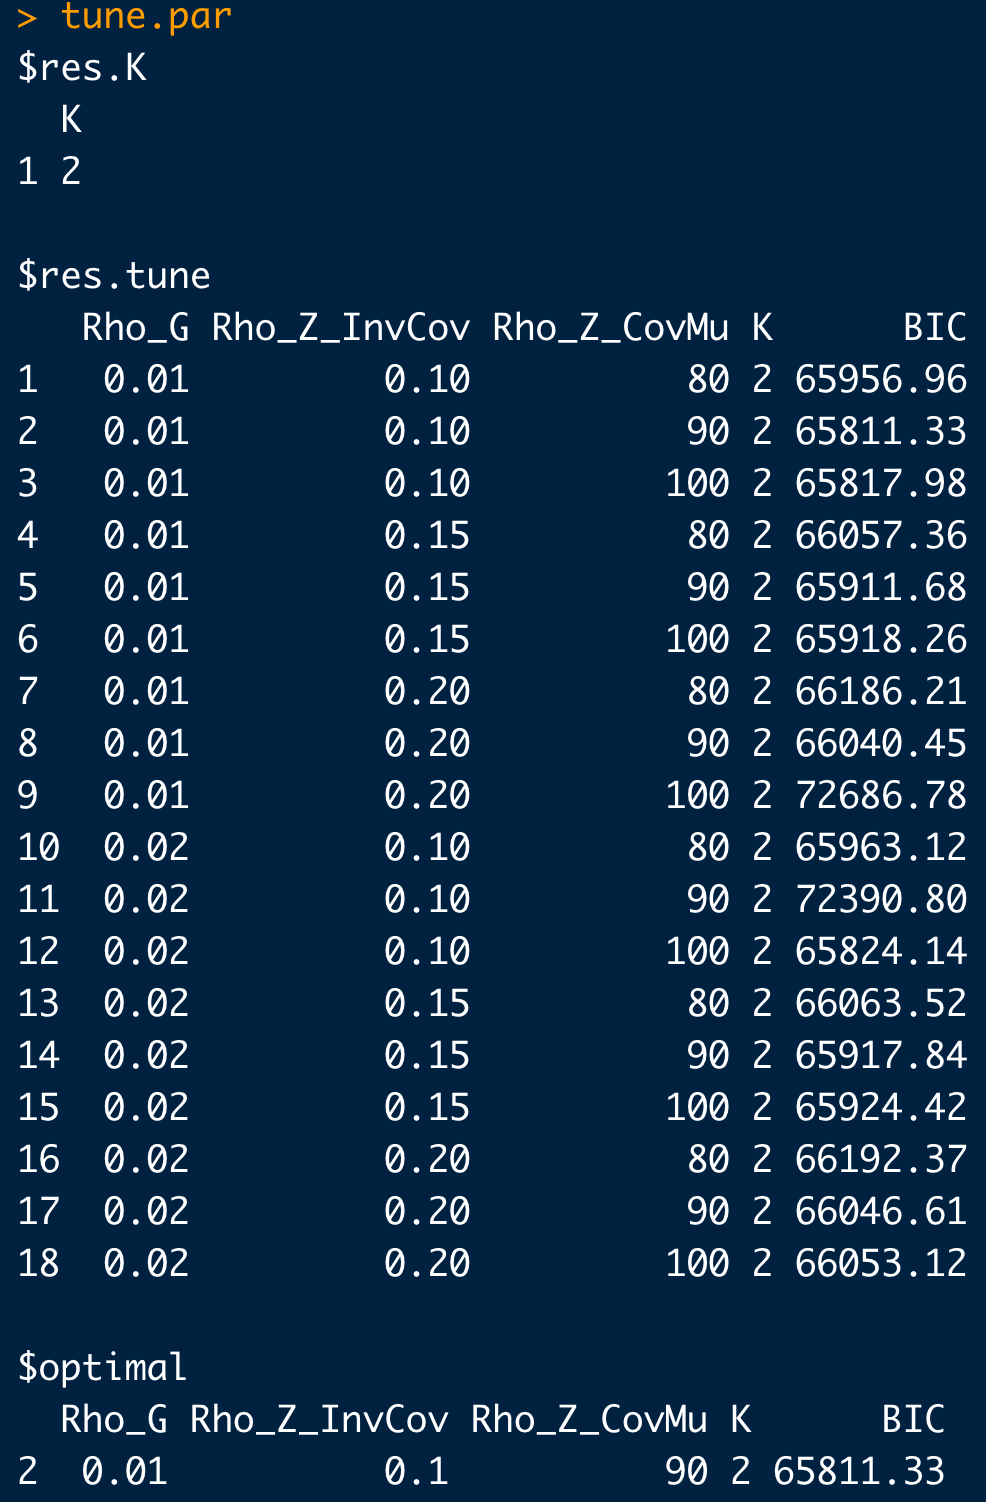 > tune.par
$res.K
  K
1 2

$res.tune
   Rho_G Rho_Z_InvCov Rho_Z_CovMu K      BIC
1   0.01         0.10          80 2 65956.96
2   0.01         0.10          90 2 65811.33
3   0.01         0.10         100 2 65817.98
4   0.01         0.15          80 2 66057.36
5   0.01         0.15          90 2 65911.68
6   0.01         0.15         100 2 65918.26
7   0.01         0.20          80 2 66186.21
8   0.01         0.20          90 2 66040.45
9   0.01         0.20         100 2 72686.78
10  0.02         0.10          80 2 65963.12
11  0.02         0.10          90 2 72390.80
12  0.02         0.10         100 2 65824.14
13  0.02         0.15          80 2 66063.52
14  0.02         0.15          90 2 65917.84
15  0.02         0.15         100 2 65924.42
16  0.02         0.20          80 2 66192.37
17  0.02         0.20          90 2 66046.61
18  0.02         0.20         100 2 66053.12

$optimal
  Rho_G Rho_Z_InvCov Rho_Z_CovMu K      BIC
2  0.01          0.1          90 2 65811.33